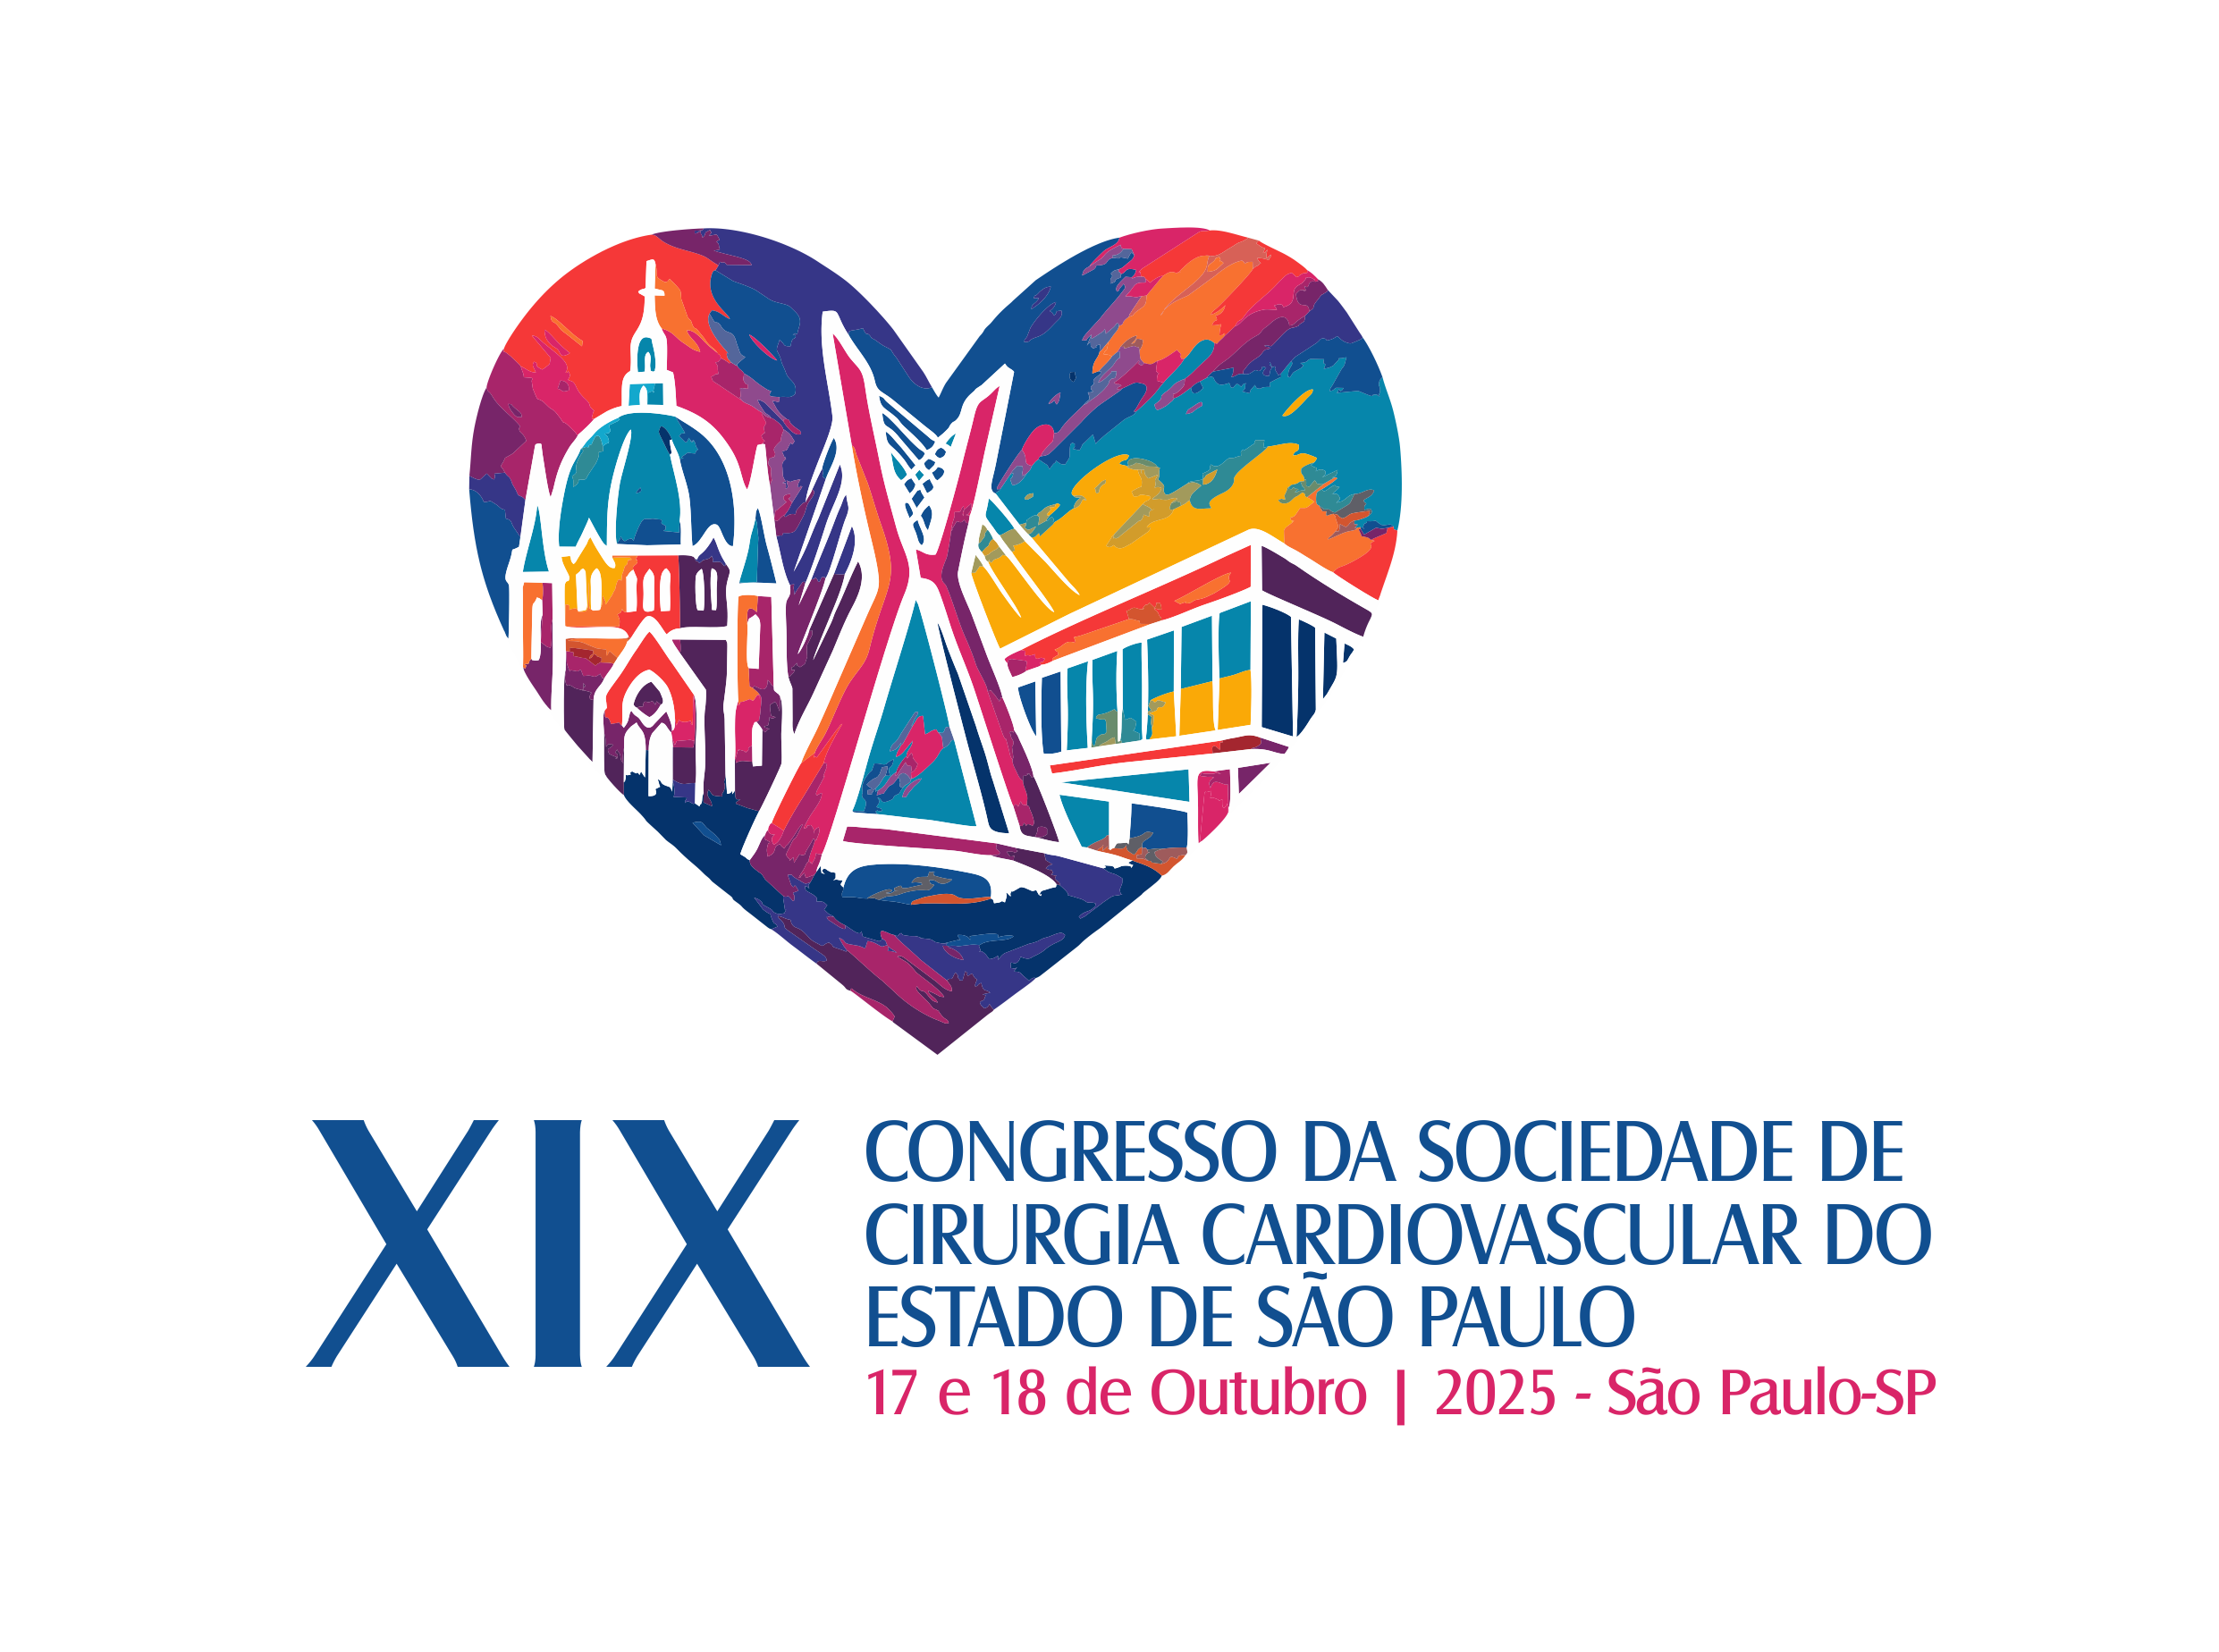 XIX
CONGRESSO DA SOCIEDADE DE
CIRURGIA CARDIOVASCULAR DO
ESTADO DE SÃO PAULO
17 e 18 de Outubro | 2025 - São Paulo-SP